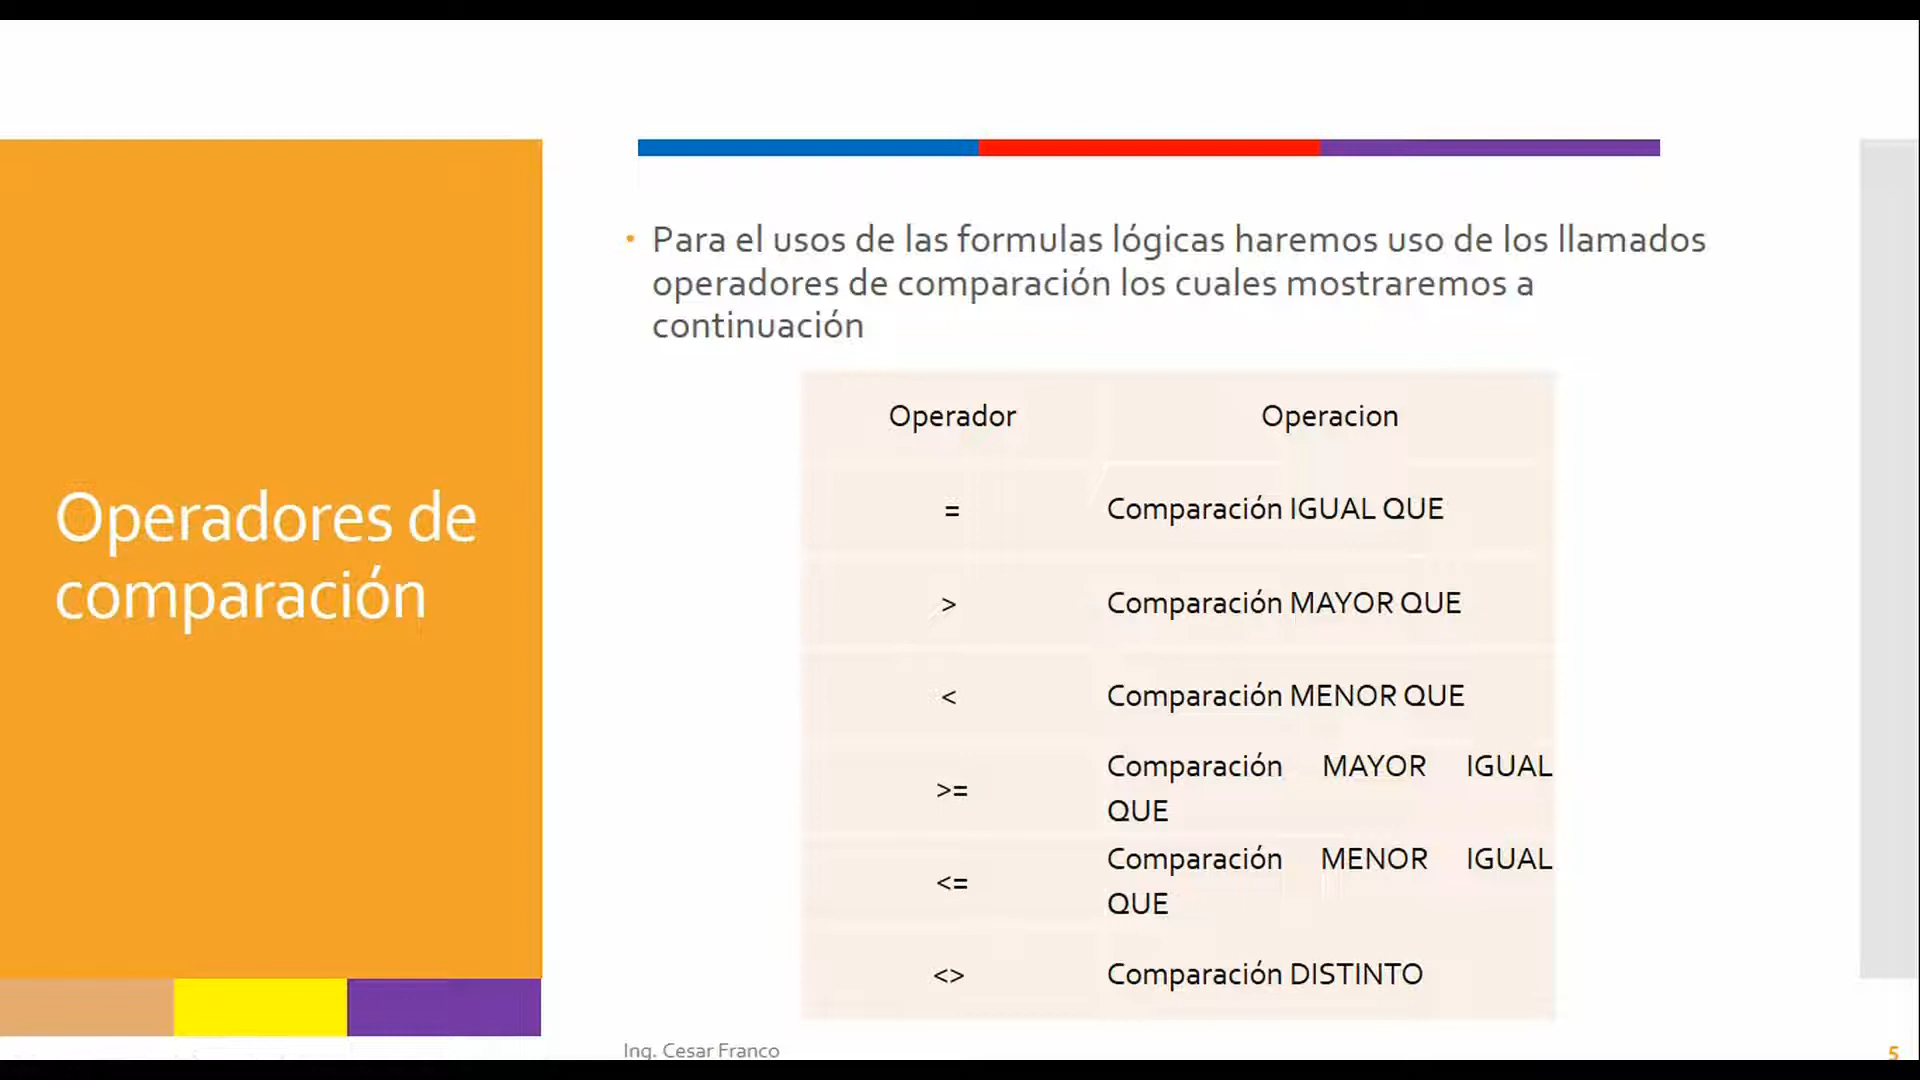 Operadores de
comparación
• Para el usos de las formulas lógicas haremos uso de los llamados
operadores de comparación los cuales mostraremos a
continuación
Operador Operacion
= Comparación IGUAL QUE
> Comparación MAYOR QUE
< Comparación MENOR QUE
>= Comparación MAYOR IGUAL
QUE
<= Comparación MENOR IGUAL
QUE
<> Comparación DISTINTO
Ing. Cesar Franco
5